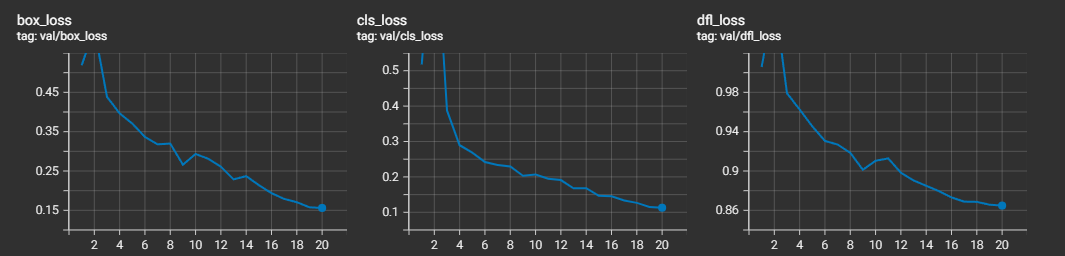 box_loss
tag: val/box_loss
0.45
0.35
0.25
0.15
2 4 6 8 10 12 14 16 18 20
cls_loss
tag: val/cls_loss
0.5
0.4
0.3
0.2
0.1
2 4 6 8 10 12 14 16 18 20
dfl_loss
tag: val/dfl_loss
0.98
0.94
0.9
0.86
2 4 6 8 10 12 14 16 18 20